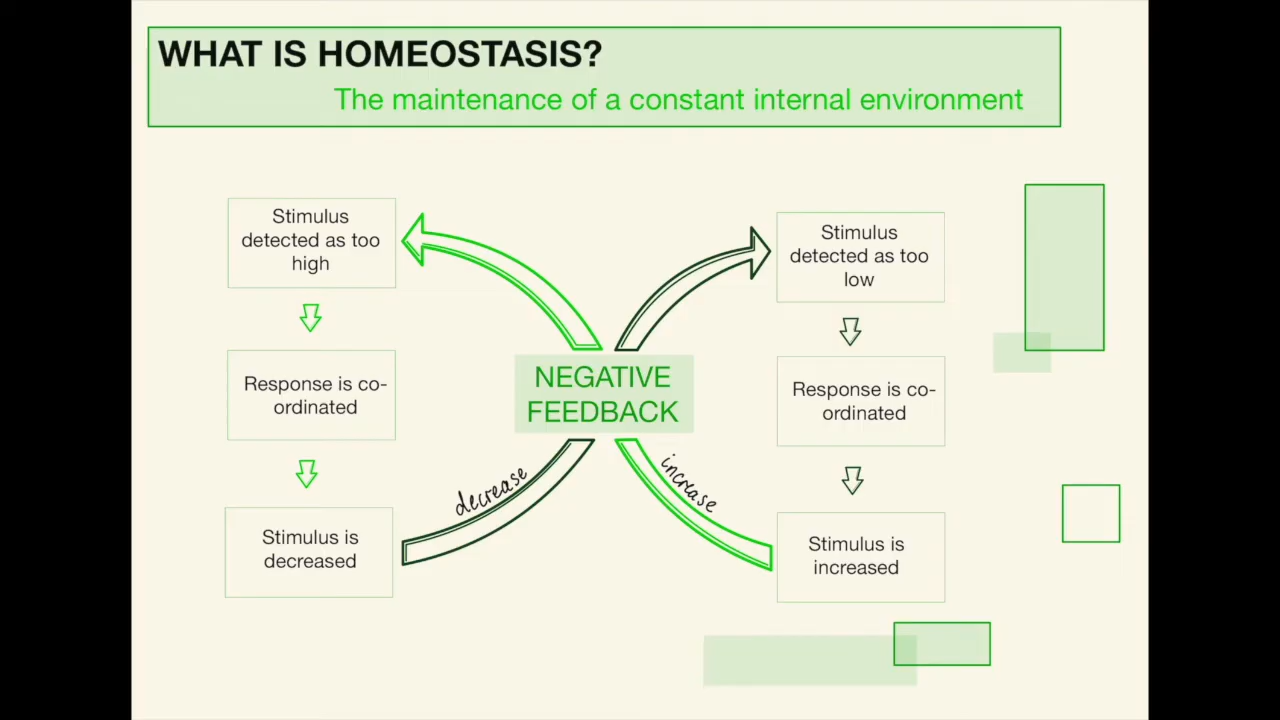 WHAT IS HOMEOSTASIS?
The maintenance of a constant internal environment
Stimulus
detected as too
high
Response is co-
ordinated
Stimulus is
decreased
NEGATIVE
FEEDBACK
decrease
increase
Stimulus
detected as too
low
Response is co-
ordinated
Stimulus is
increased